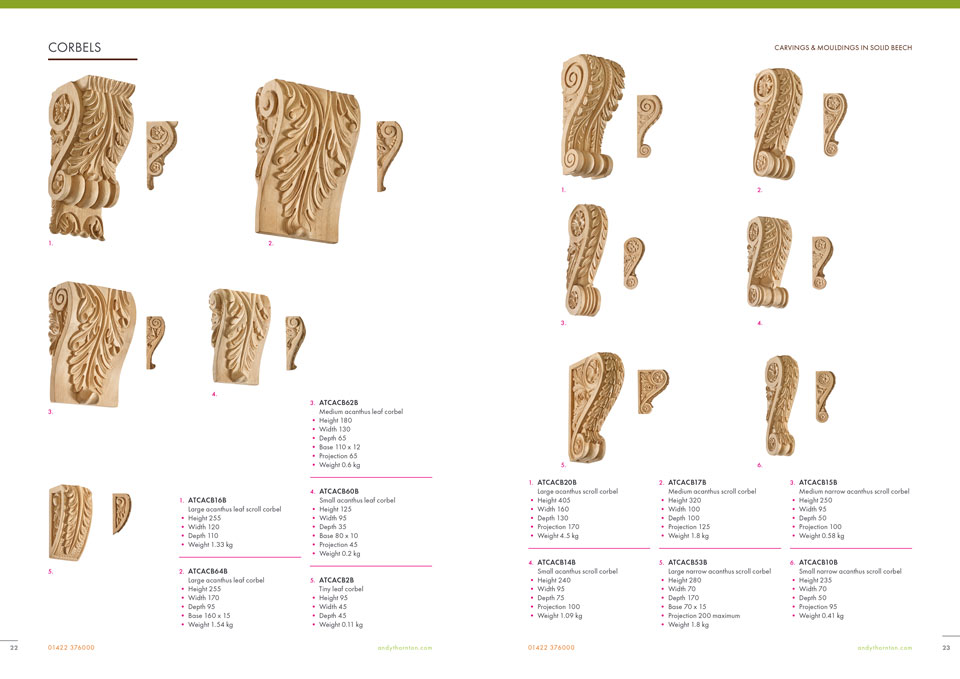 CORBELS
1.
2.
3.
4.
5.
1. ATCACB16B
Large acanthus leaf scroll corbel
• Height 255
• Width 120
• Depth 110
• Weight 1.33 kg
2. ATCACB64B
Large acanthus leaf corbel
• Height 255
• Width 170
• Depth 95
• Base 160 x 15
• Weight 1.54 kg
3. ATCACB62B
Medium acanthus leaf corbel
• Height 180
• Width 130
• Depth 65
• Base 110 x 12
• Projection 65
• Weight 0.6 kg
4. ATCACB60B
Small acanthus leaf corbel
• Height 125
• Width 95
• Depth 35
• Base 80 x 10
• Projection 45
• Weight 0.2 kg
5. ATCACB2B
Tiny leaf corbel
• Height 95
• Width 45
• Depth 45
• Weight 0.11 kg
22
01422 376000
andythornton.com
CARVINGS & MOULDINGS IN SOLID BEECH
1.
2.
3.
4.
5.
6.
1. ATCACB20B
Large acanthus scroll corbel
• Height 405
• Width 160
• Depth 130
• Projection 170
• Weight 4.5 kg
2. ATCACB17B
Medium acanthus scroll corbel
• Height 320
• Width 100
• Depth 100
• Projection 125
• Weight 1.8 kg
3. ATCACB15B
Medium narrow acanthus scroll corbel
• Height 250
• Width 95
• Depth 50
• Projection 100
• Weight 0.58 kg
4. ATCACB14B
Small acanthus scroll corbel
• Height 240
• Width 95
• Depth 75
• Projection 100
• Weight 1.09 kg
5. ATCACB53B
Large narrow acanthus scroll corbel
• Height 280
• Width 70
• Depth 170
• Base 70 x 15
• Projection 200 maximum
• Weight 1.8 kg
6. ATCACB10B
Small narrow acanthus scroll corbel
• Height 235
• Width 70
• Depth 50
• Projection 95
• Weight 0.41 kg
01422 376000
andythornton.com
23